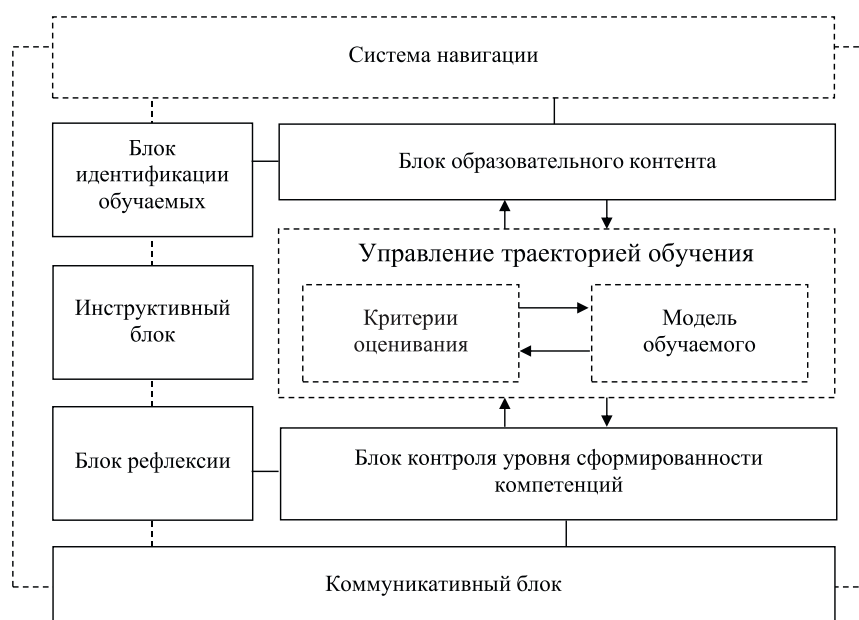 Система навигации
Блок
идентификации
обучаемых
Блок образовательного контента
Управление траекторией обучения
Инструктивный
блок
Критерии
оценивания
Модель
обучаемого
Блок рефлексии
Блок контроля уровня сформированности
компетенций
Коммуникативный блок